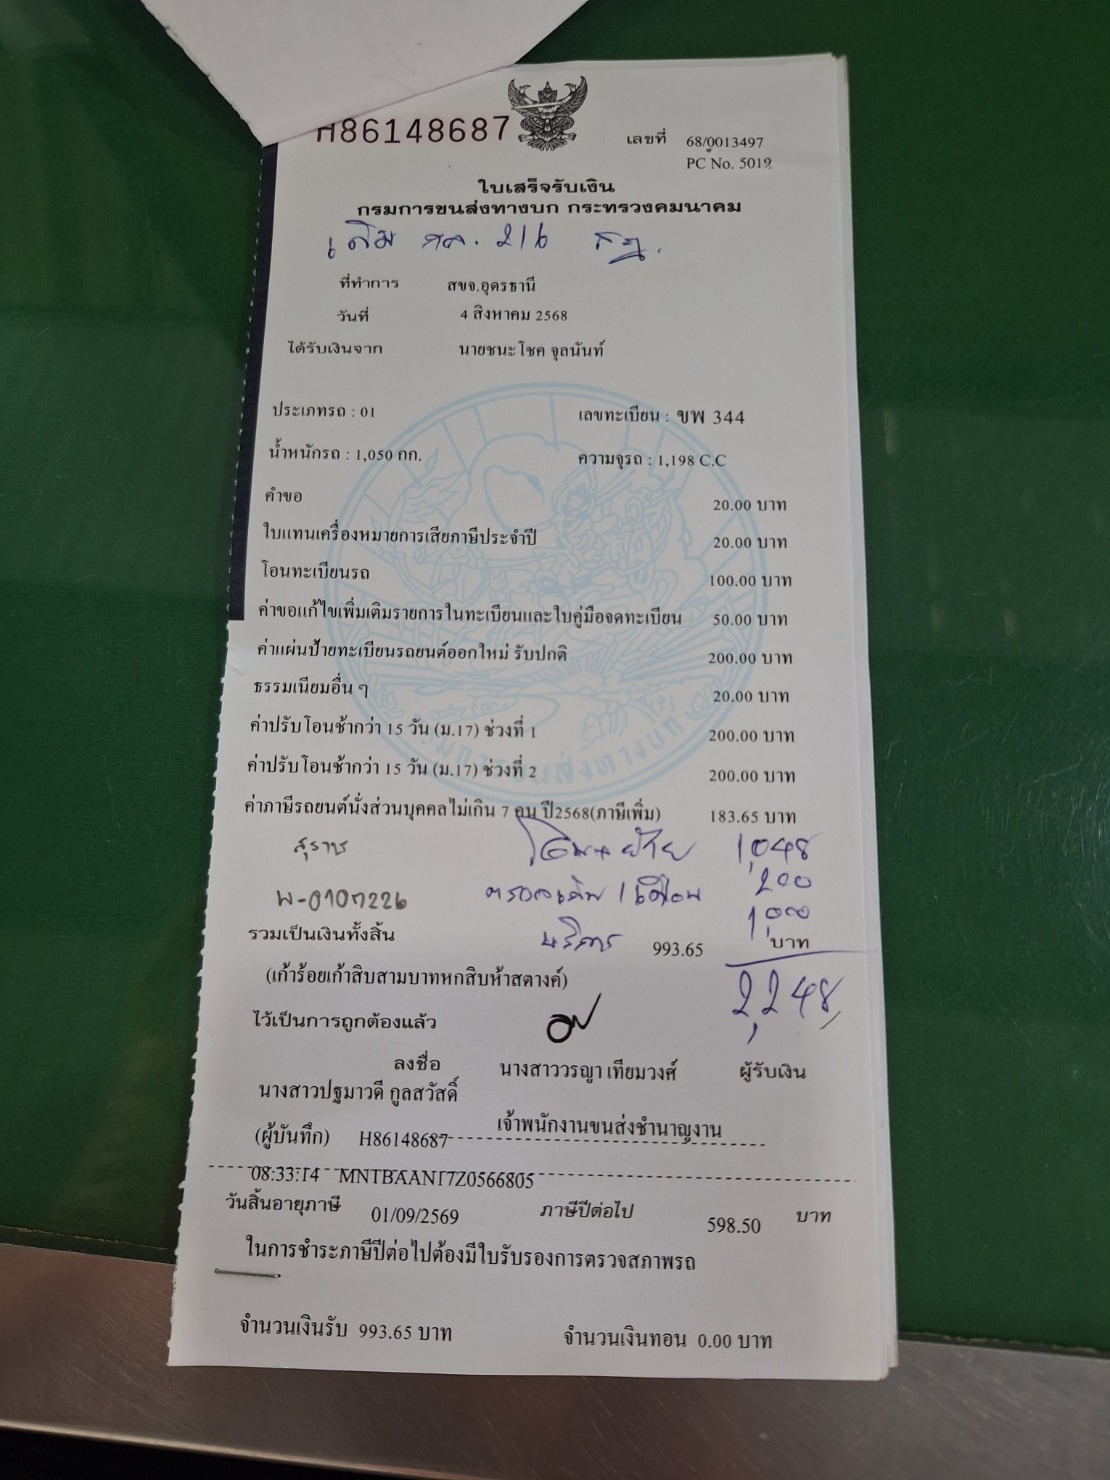 H86148687
เลขที่ 68/0013497
PC No. 5012
ใบเสร็จรับเงิน
กรมการขนส่งทางบก กระทรวงคมนาคม
เดิม 216
ที่ทำการ สขจ.อุดรธานี
วันที่ 4 สิงหาคม 2568
ได้รับเงินจาก นายชนะโชค จุลนันท์
ประเภทรถ : 01 เลขทะเบียน : ขพ 344
น้ำหนักรถ : 1,050 กก. ความจุรถ : 1,198 C.C
คำขอ 20.00 บาท
ใบแทนเครื่องหมายการเสียภาษีประจำปี 20.00 บาท
โอนทะเบียนรถ 100.00 บาท
ค่าขอแก้ไขเพิ่มเติมรายการในทะเบียนและใบคู่มือจดทะเบียน 50.00 บาท
ค่าแผ่นป้ายทะเบียนรถยนต์ออกใหม่ รับปกติ 200.00 บาท
ธรรมเนียมอื่น ๆ 20.00 บาท
ค่าปรับโอนช้ากว่า 15 วัน (ม.17) ช่วงที่ 1 200.00 บาท
ค่าปรับโอนช้ากว่า 15 วัน (ม.17) ช่วงที่ 2 200.00 บาท
ค่าภาษีรถยนต์นั่งส่วนบุคคลไม่เกิน 7 คน ปี2568(ภาษีเพิ่ม) 183.65 บาท
โอน+ย้าย 1,048
200
บริการ 1,000
รวมเป็นเงินทั้งสิ้น 993.65 บาท
2,248
(เก้าร้อยเก้าสิบสามบาทหกสิบห้าสตางค์)
ไว้เป็นการถูกต้องแล้ว
ลงชื่อ นางสาววรญา เทียมวงศ์ ผู้รับเงิน
นางสาวปฐมาวดี กูลสวัสดิ์
เจ้าพนักงานขนส่งชำนาญงาน
(ผู้บันทึก) H86148687
08:33:14 MNTBAAN17Z0566805
วันสิ้นอายุภาษี 01/09/2569 ภาษีปีต่อไป 598.50 บาท
ในการชำระภาษีปีต่อไปต้องมีใบรับรองการตรวจสภาพรถ
จำนวนเงินรับ 993.65 บาท จำนวนเงินทอน 0.00 บาท